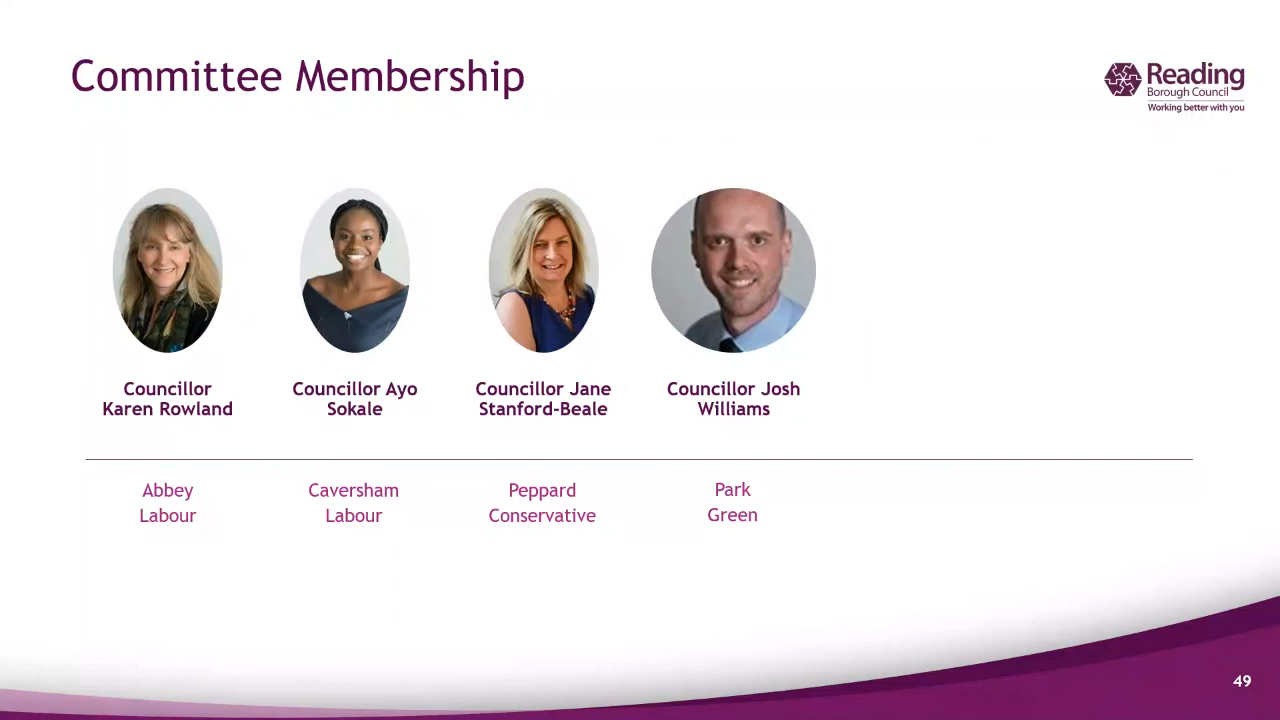 Committee Membership
Reading
Borough Council
Working better with you
Councillor
Karen Rowland
Councillor Ayo
Sokale
Councillor Jane
Stanford-Beale
Councillor Josh
Williams
Abbey
Labour
Caversham
Labour
Peppard
Conservative
Park
Green
49